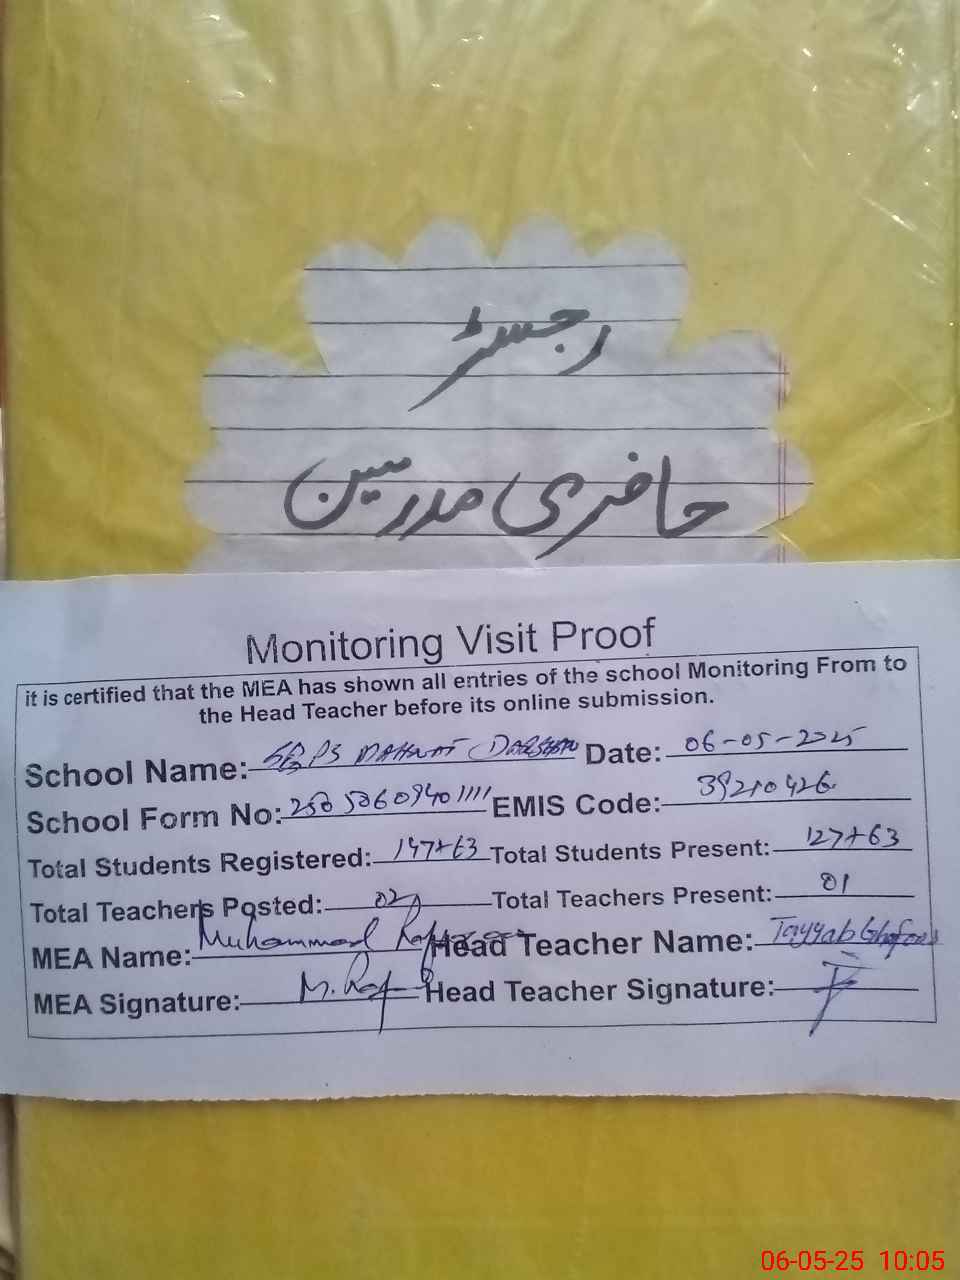 رجسٹر
حاضری مدرسین
Monitoring Visit Proof
it is certified that the MEA has shown all entries of the school Monitoring From to
the Head Teacher before its online submission.
School Name: PS Date: 06-05-2025
School Form No: EMIS Code: 39210426
Total Students Registered: 147+63 Total Students Present: 127+63
Total Teachers Posted: 02 Total Teachers Present: 01
MEA Name: Muhammad Head Teacher Name: Tayyab Ghafoor
MEA Signature: Head Teacher Signature:
06-05-25 10:05